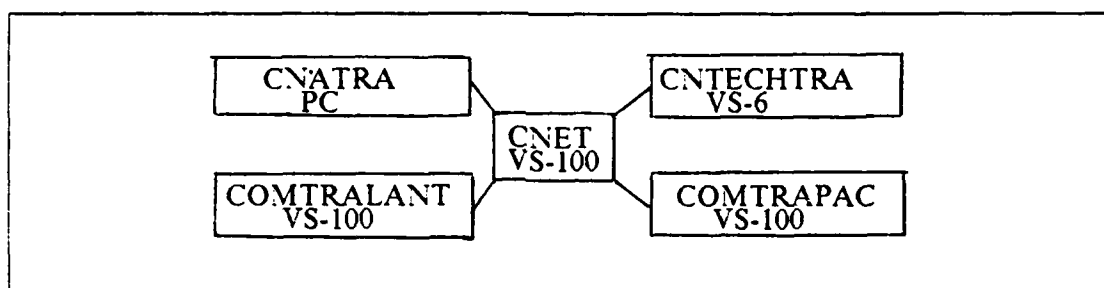 CNATRA
PC
CNTECHTRA
VS-6
CNET
VS-100
COMTRALANT
VS-100
COMTRAPAC
VS-100